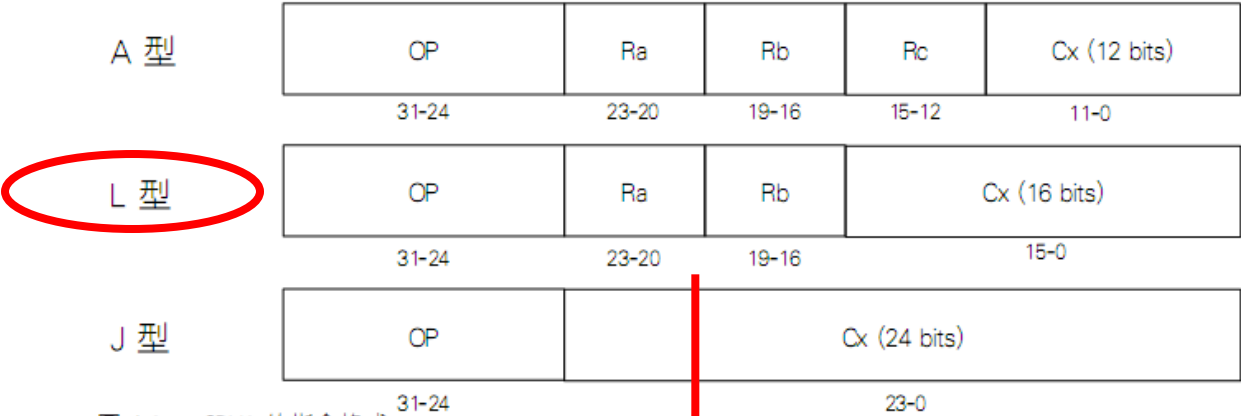 A 型 OP Ra Rb Rc Cx (12 bits)
31-24 23-20 19-16 15-12 11-0
L 型 OP Ra Rb Cx (16 bits)
31-24 23-20 19-16 15-0
J 型 OP Cx (24 bits)
31-24 23-0